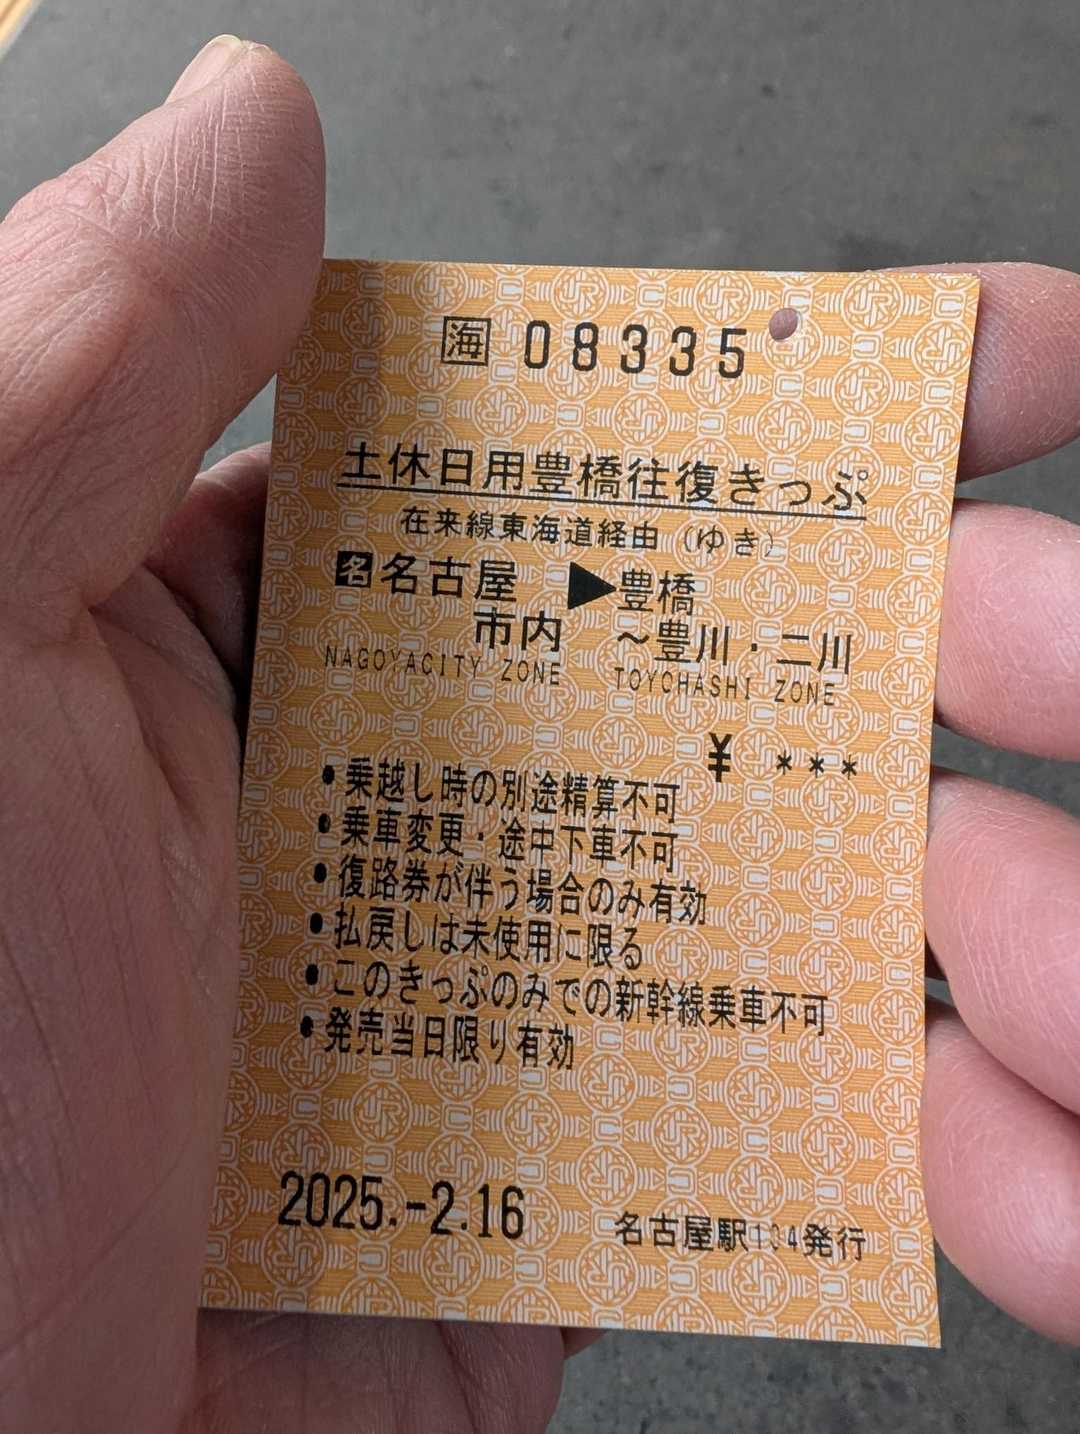 海 08335
土休日用豊橋往復きっぷ
在来線東海道経由(ゆき)
名 名古屋市内 ▶ 豊橋～豊川・二川
NAGOYACITY ZONE TOYOHASHI ZONE
¥ ***
・乗越し時の別途精算不可
・乗車変更・途中下車不可
・復路券が伴う場合のみ有効
・払戻しは未使用に限る
・このきっぷのみでの新幹線乗車不可
・発売当日限り有効
2025.-2.16 名古屋駅104発行